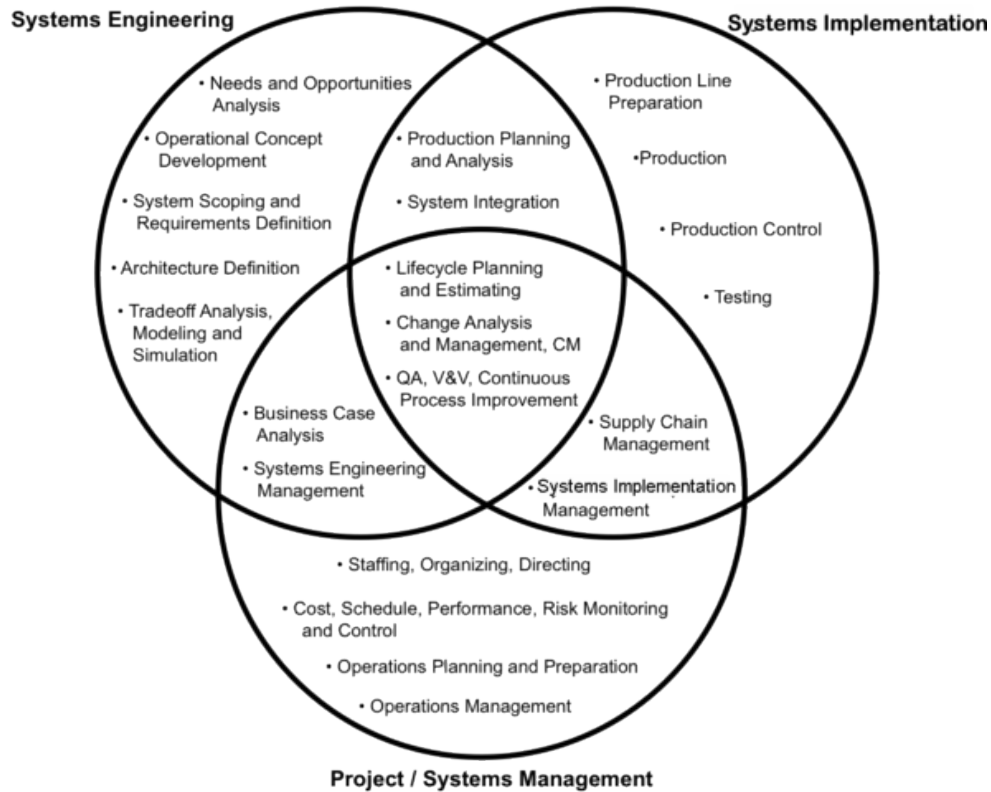 Systems Engineering
Systems Implementation
• Needs and Opportunities
Analysis
• Operational Concept
Development
• System Scoping and
Requirements Definition
• Architecture Definition
• Tradeoff Analysis,
Modeling and
Simulation
• Production Planning
and Analysis
• System Integration
• Production Line
Preparation
•Production
• Production Control
• Testing
• Lifecycle Planning
and Estimating
• Change Analysis
and Management, CM
• QA, V&V, Continuous
Process Improvement
• Business Case
Analysis
• Systems Engineering
Management
• Supply Chain
Management
• Systems Implementation
Management
• Staffing, Organizing, Directing
• Cost, Schedule, Performance, Risk Monitoring
and Control
• Operations Planning and Preparation
• Operations Management
Project / Systems Management